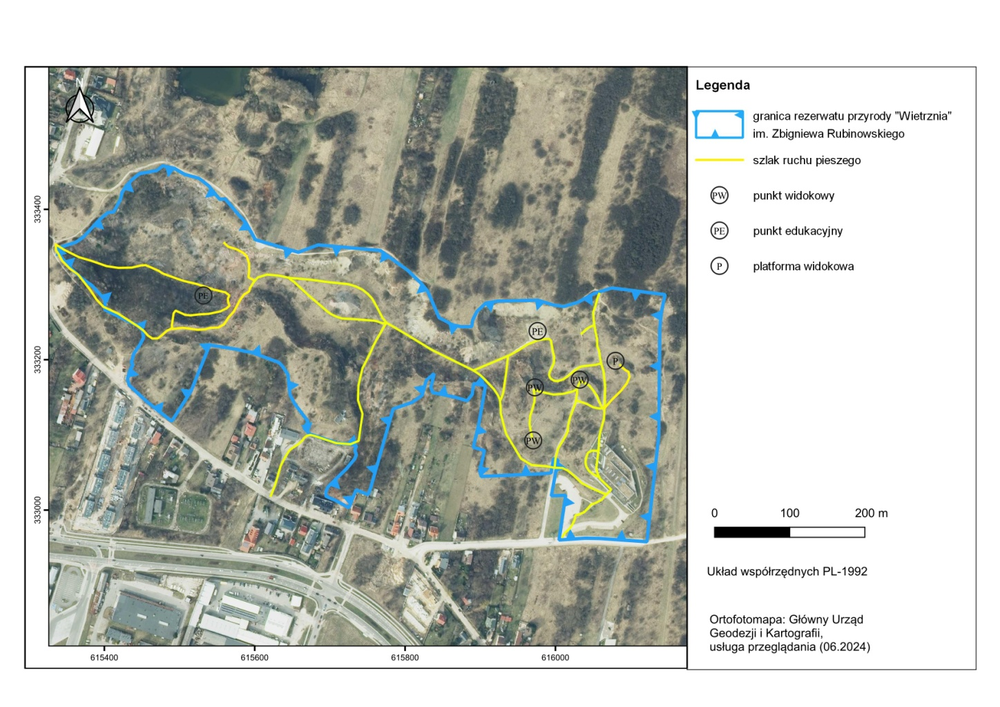 N
333400
333200
333000
615400
615600
615800
616000
PE
PE
P
PW
PW
PW
Legenda
granica rezerwatu przyrody "Wietrznia"
im. Zbigniewa Rubinowskiego
szlak ruchu pieszego
PW punkt widokowy
PE punkt edukacyjny
P platforma widokowa
0 100 200 m
Układ współrzędnych PL-1992
Ortofotomapa: Główny Urząd
Geodezji i Kartografii,
usługa przeglądania (06.2024)